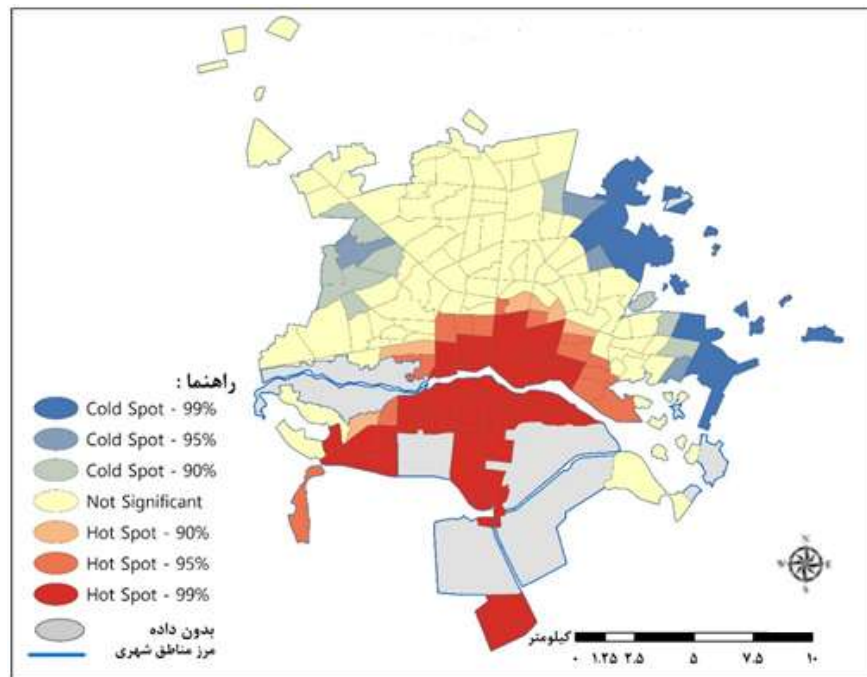 راهنما :
Cold Spot - 99%
Cold Spot - 95%
Cold Spot - 90%
Not Significant
Hot Spot - 90%
Hot Spot - 95%
Hot Spot - 99%
بدون داده
مرز مناطق شهری
N
W E
S
کیلومتر
۰ ۱.۲۵ ۲.۵ ۵ ۷.۵ ۱۰